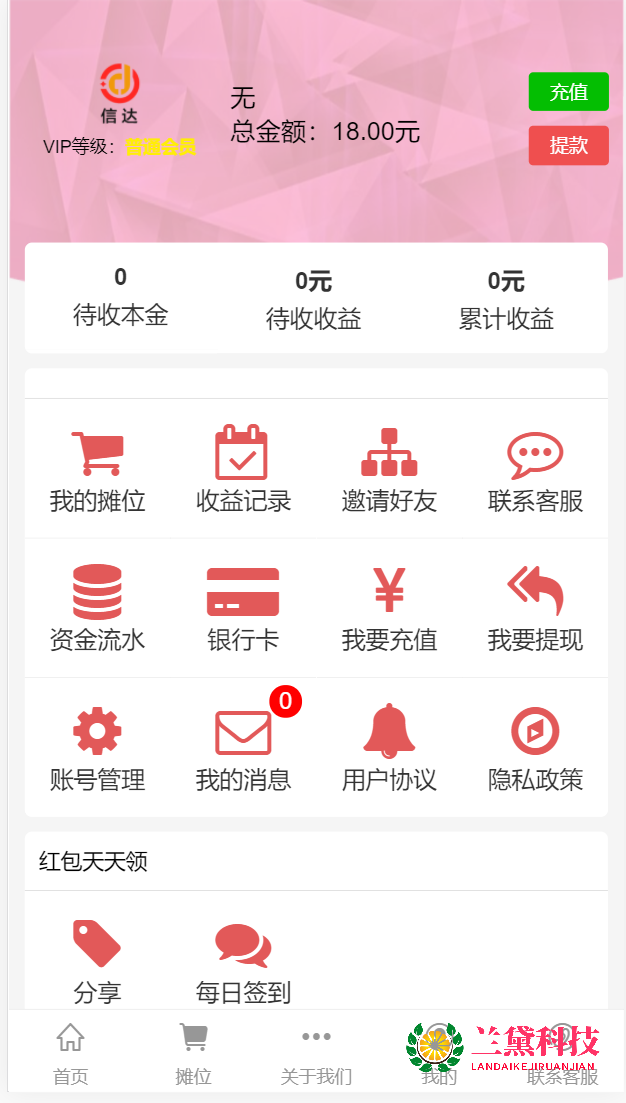 信达
VIP等级：普通会员
无
总金额：18.00元
充值
提款
0 0元 0元
待收本金 待收收益 累计收益
我的摊位 收益记录 邀请好友 联系客服
资金流水 银行卡 我要充值 我要提现
0
账号管理 我的消息 用户协议 隐私政策
红包天天领
分享 每日签到
兰黛科技
LANDAIKEJIRUANJIAN
首页 摊位 关于我们 我的 联系客服